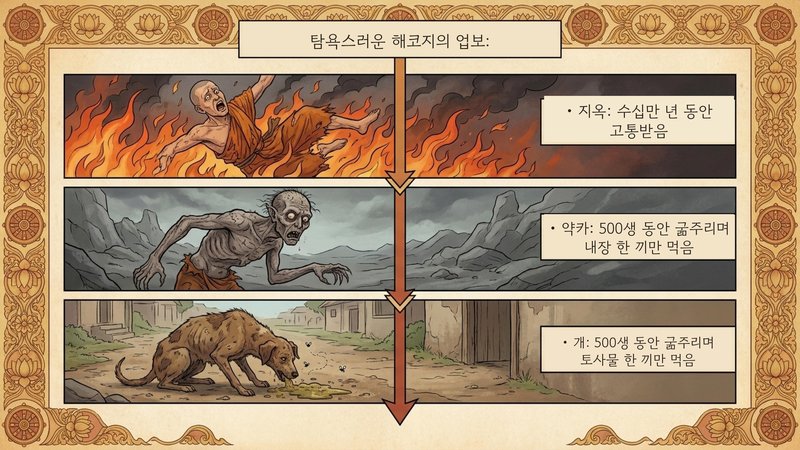 탐욕스러운 해코지의 업보:
• 지옥: 수십만 년 동안
고통받음
• 약카: 500생 동안 굶주리며
내장 한 끼만 먹음
• 개: 500생 동안 굶주리며
토사물 한 끼만 먹음